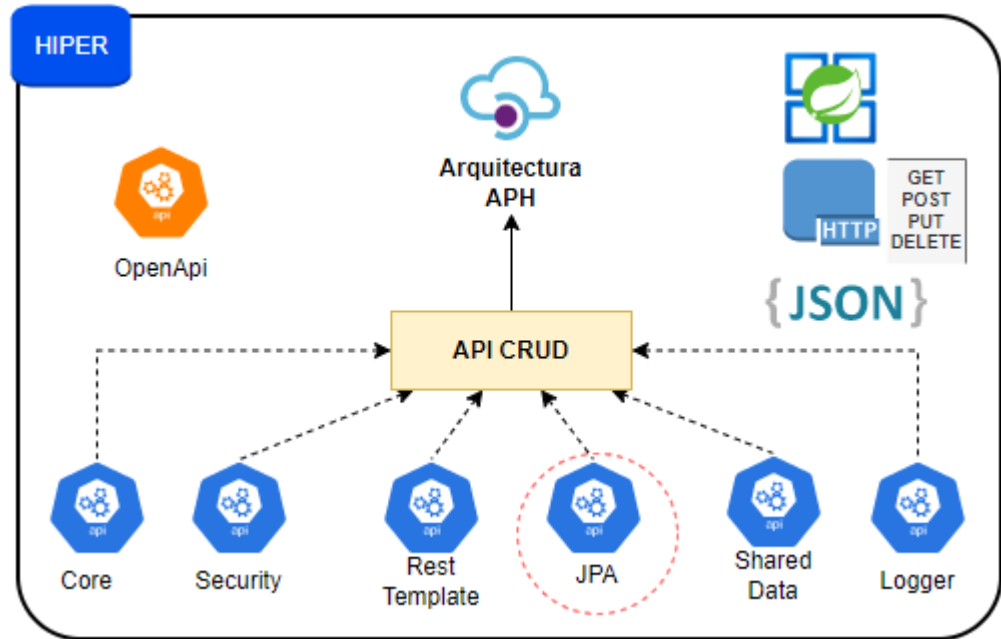 HIPER
Arquitectura
APH
api
OpenApi
HTTP
GET
POST
PUT
DELETE
{JSON}
API CRUD
api
api
api
api
api
api
Core
Security
Rest
Template
JPA
Shared
Data
Logger